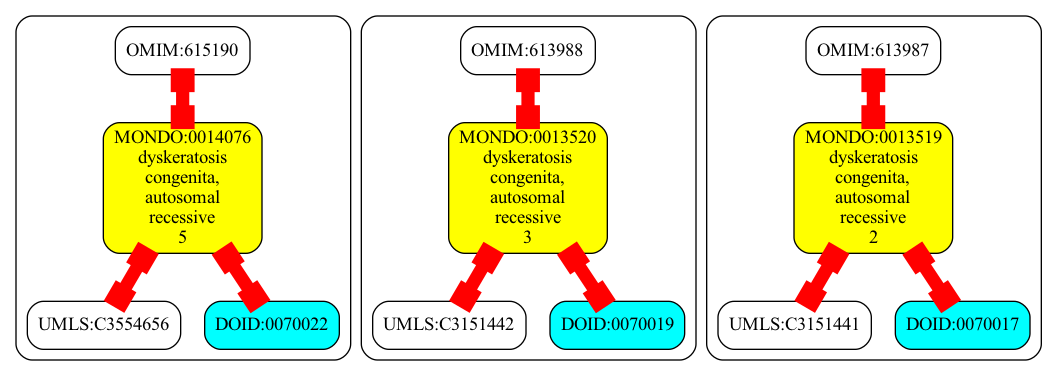 OMIM:615190
MONDO:0014076
dyskeratosis
congenita,
autosomal
recessive
5
UMLS:C3554656
DOID:0070022
OMIM:613988
MONDO:0013520
dyskeratosis
congenita,
autosomal
recessive
3
UMLS:C3151442
DOID:0070019
OMIM:613987
MONDO:0013519
dyskeratosis
congenita,
autosomal
recessive
2
UMLS:C3151441
DOID:0070017